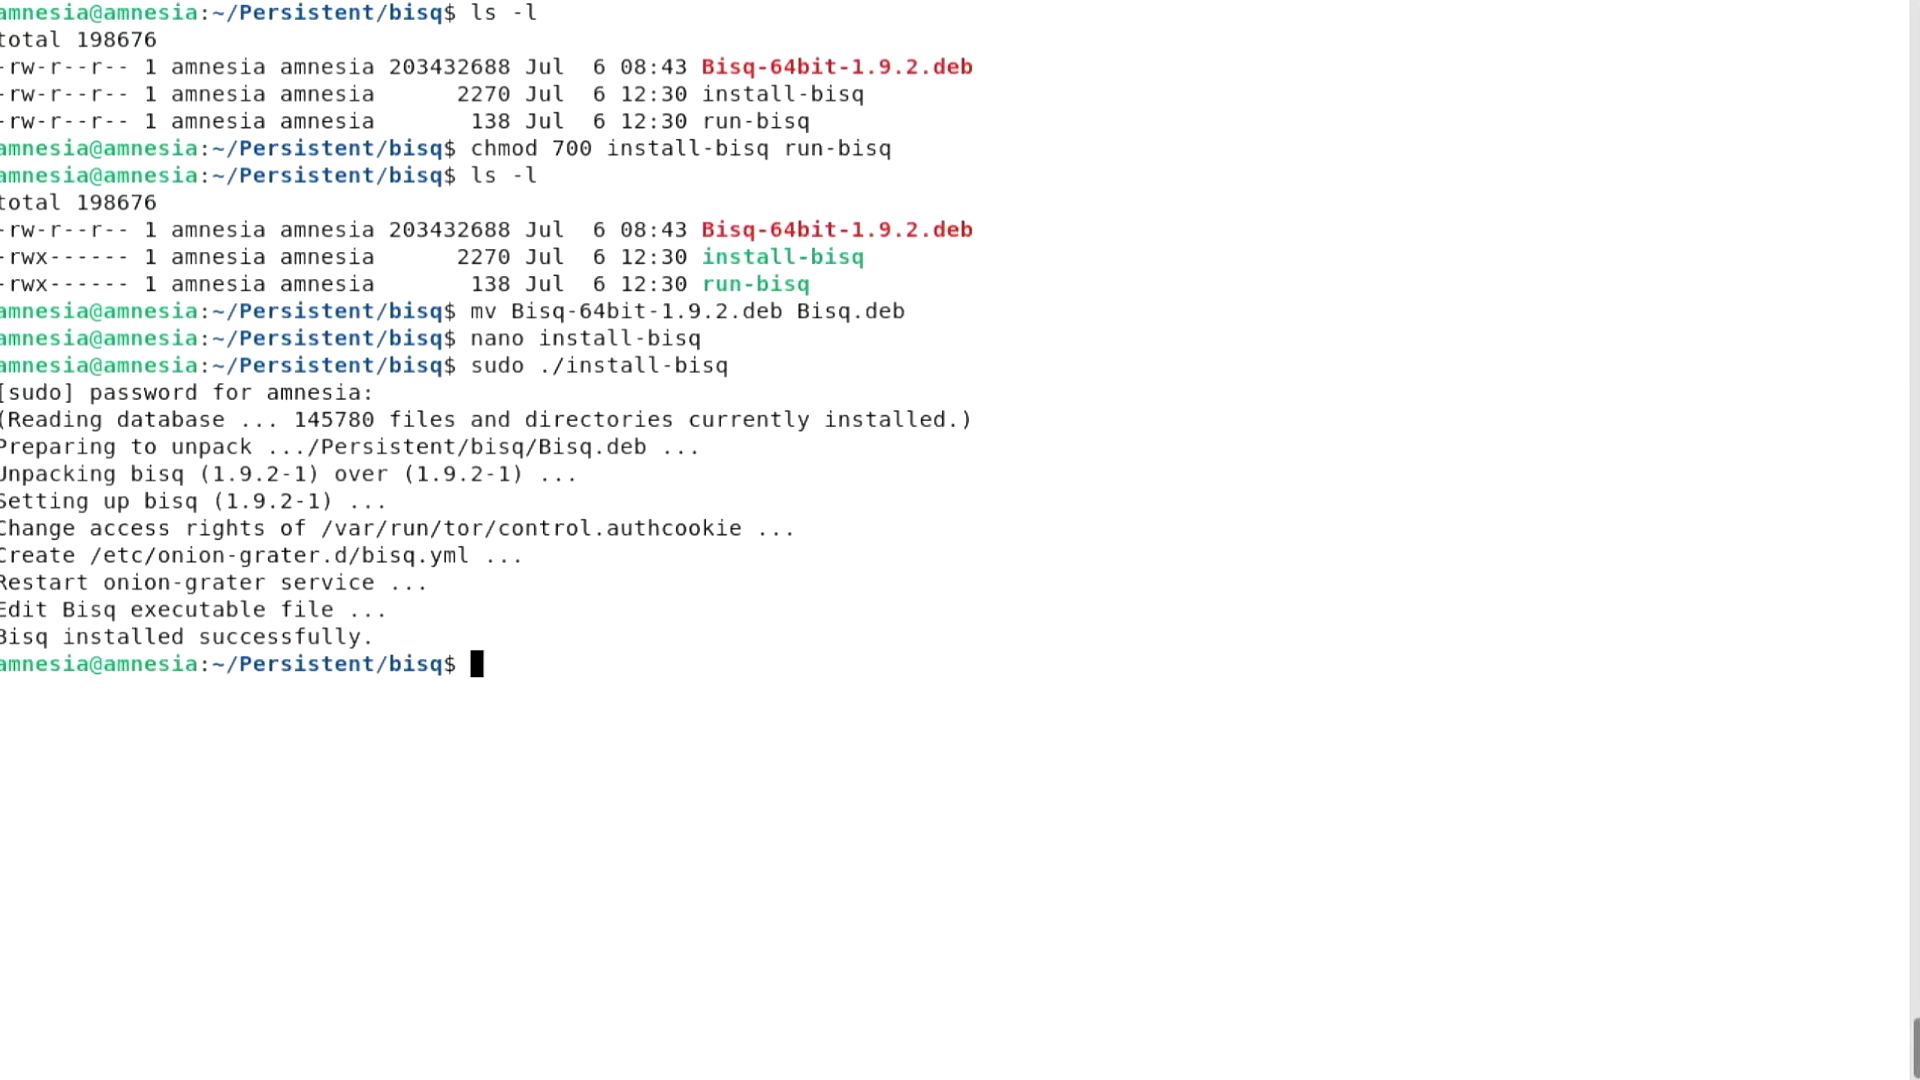 amnesia@amnesia:~/Persistent/bisq$ ls -l
total 198676
-rw-r--r-- 1 amnesia amnesia 203432688 Jul  6 08:43 Bisq-64bit-1.9.2.deb
-rw-r--r-- 1 amnesia amnesia      2270 Jul  6 12:30 install-bisq
-rw-r--r-- 1 amnesia amnesia       138 Jul  6 12:30 run-bisq
amnesia@amnesia:~/Persistent/bisq$ chmod 700 install-bisq run-bisq
amnesia@amnesia:~/Persistent/bisq$ ls -l
total 198676
-rw-r--r-- 1 amnesia amnesia 203432688 Jul  6 08:43 Bisq-64bit-1.9.2.deb
-rwx------ 1 amnesia amnesia      2270 Jul  6 12:30 install-bisq
-rwx------ 1 amnesia amnesia       138 Jul  6 12:30 run-bisq
amnesia@amnesia:~/Persistent/bisq$ mv Bisq-64bit-1.9.2.deb Bisq.deb
amnesia@amnesia:~/Persistent/bisq$ nano install-bisq
amnesia@amnesia:~/Persistent/bisq$ sudo ./install-bisq
[sudo] password for amnesia:
(Reading database ... 145780 files and directories currently installed.)
Preparing to unpack .../Persistent/bisq/Bisq.deb ...
Unpacking bisq (1.9.2-1) over (1.9.2-1) ...
Setting up bisq (1.9.2-1) ...
Change access rights of /var/run/tor/control.authcookie ...
Create /etc/onion-grater.d/bisq.yml ...
Restart onion-grater service ...
Edit Bisq executable file ...
Bisq installed successfully.
amnesia@amnesia:~/Persistent/bisq$